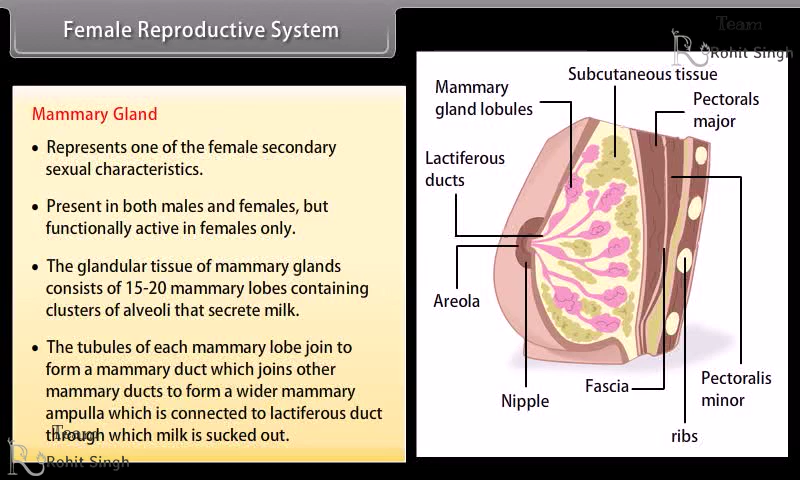 Female Reproductive System
Team
Rohit Singh
Mammary Gland
• Represents one of the female secondary
sexual characteristics.
• Present in both males and females, but
functionally active in females only.
• The glandular tissue of mammary glands
consists of 15-20 mammary lobes containing
clusters of alveoli that secrete milk.
• The tubules of each mammary lobe join to
form a mammary duct which joins other
mammary ducts to form a wider mammary
ampulla which is connected to lactiferous duct
through which milk is sucked out.
Team
Rohit Singh
Subcutaneous tissue
Mammary
gland lobules
Pectorals
major
Lactiferous
ducts
Areola
Nipple
Fascia
Pectoralis
minor
ribs